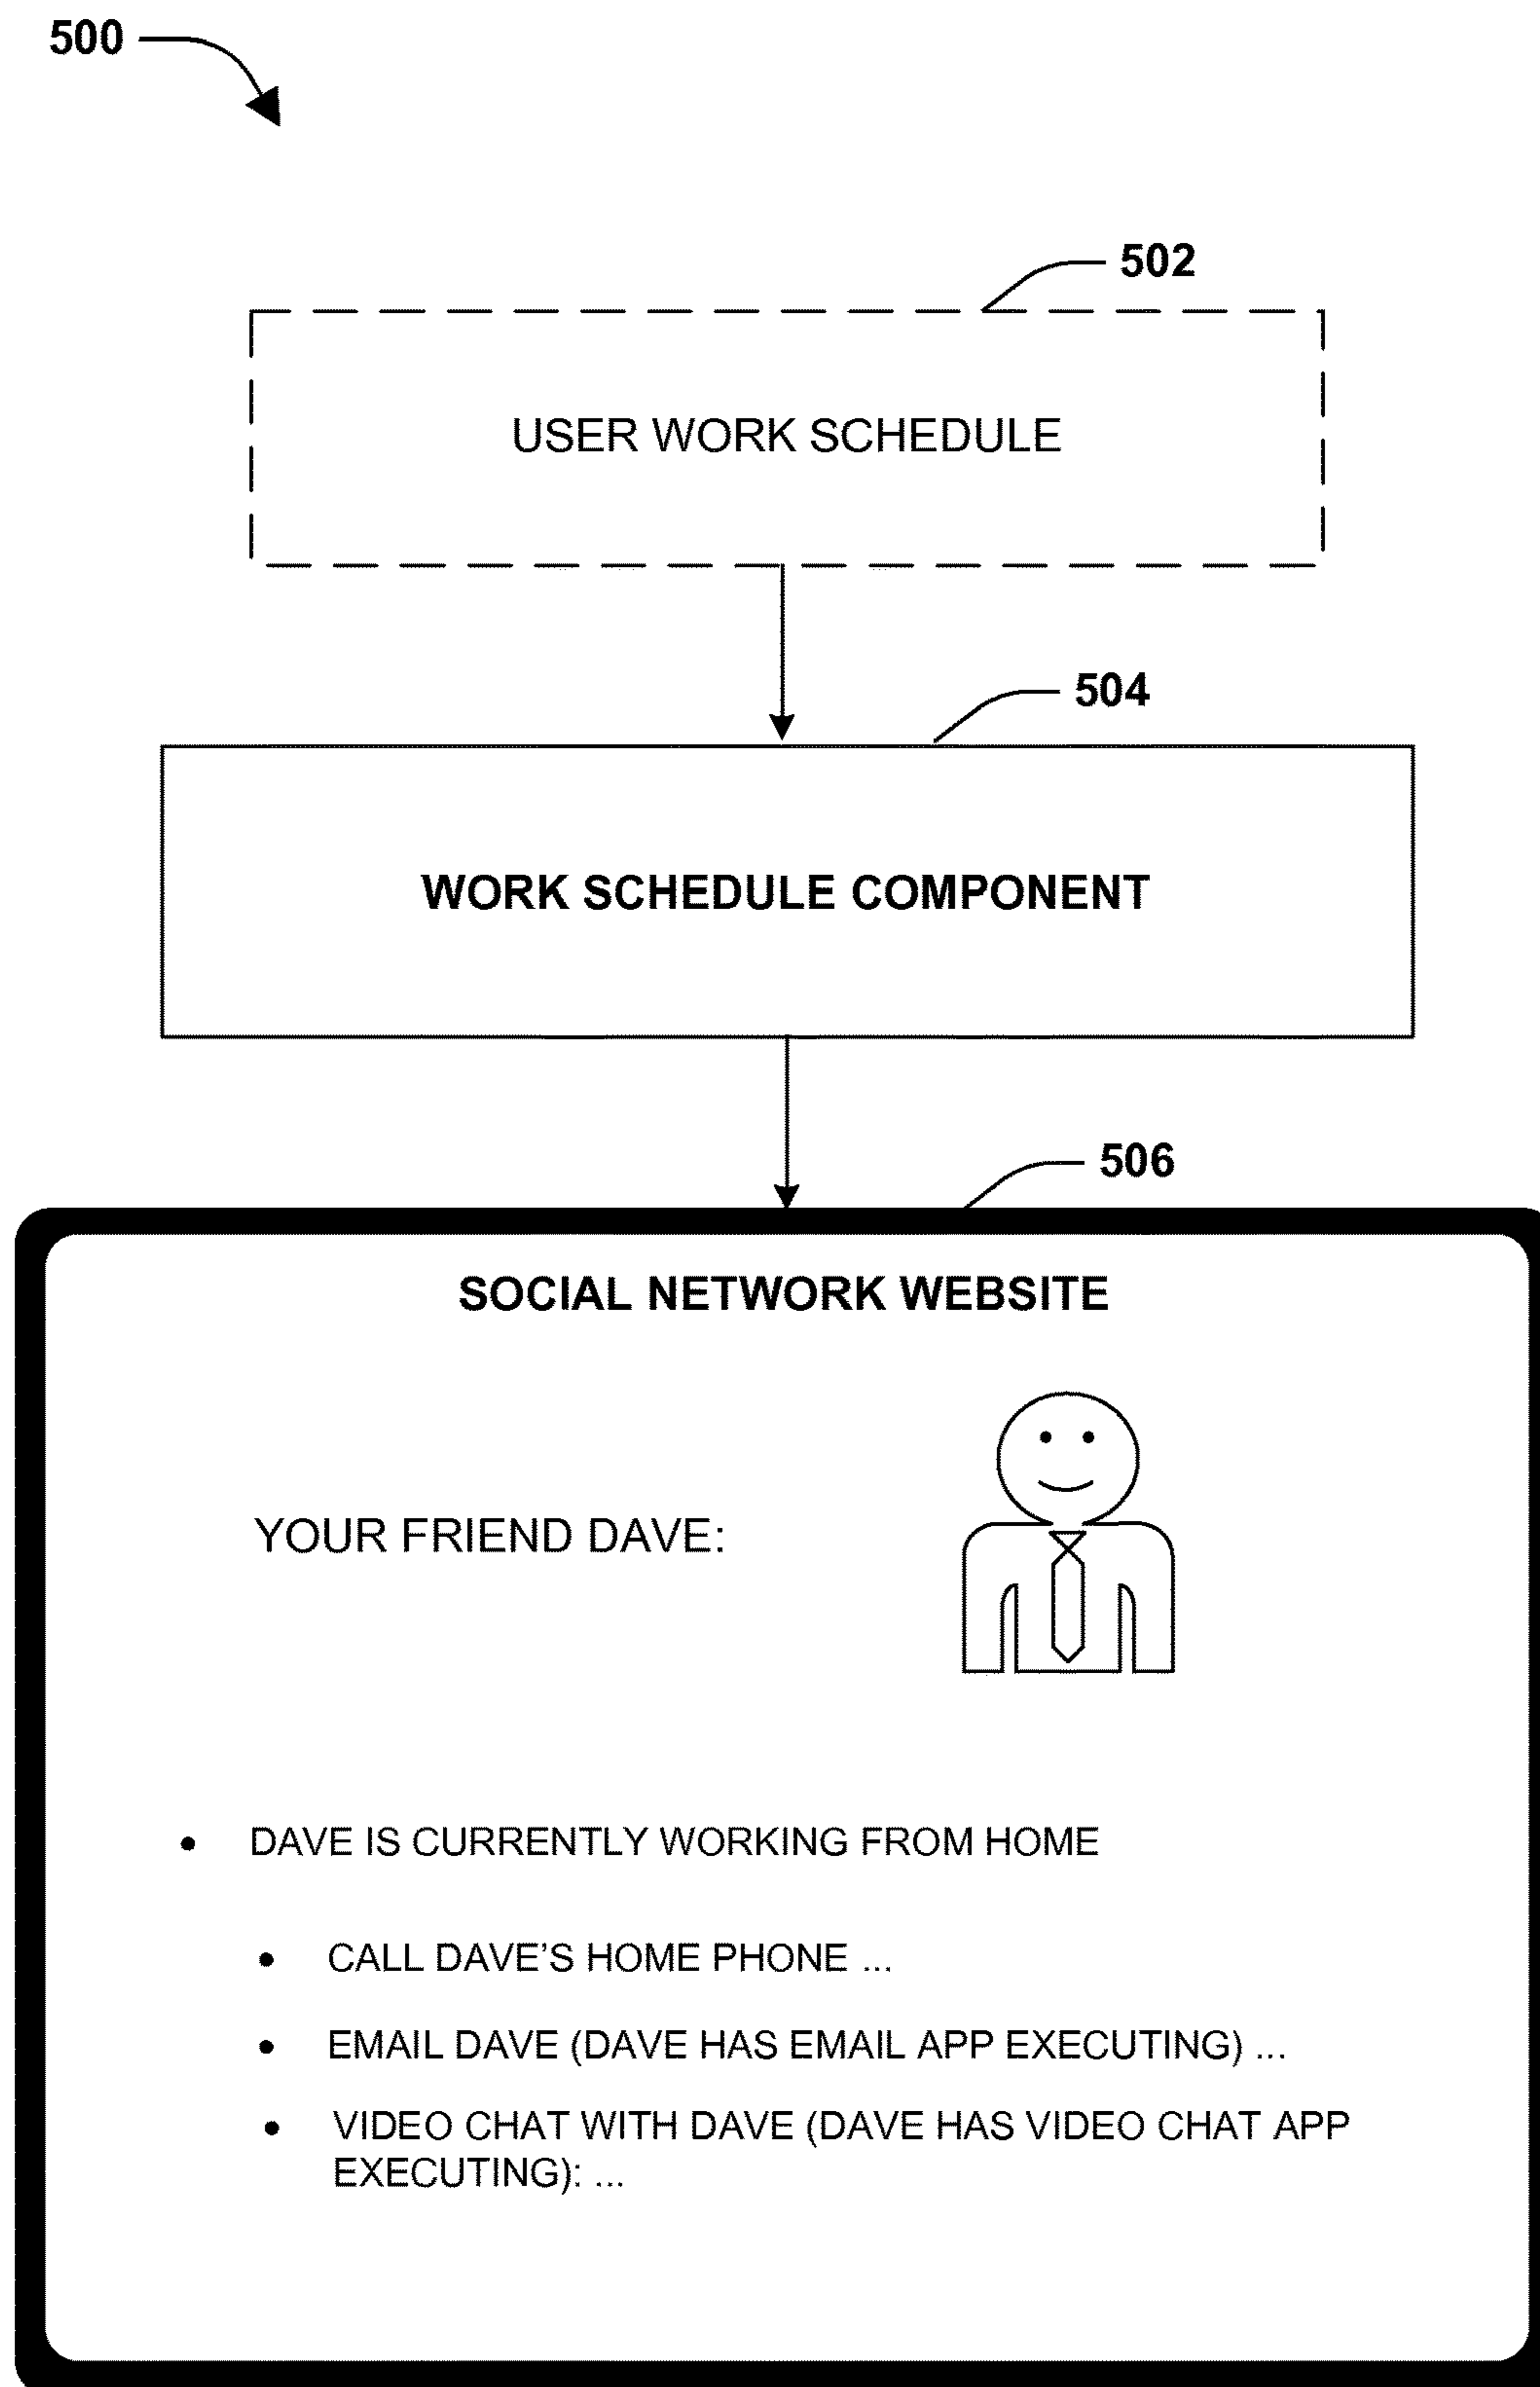 500
502
USER WORK SCHEDULE
504
WORK SCHEDULE COMPONENT
506
SOCIAL NETWORK WEBSITE
YOUR FRIEND DAVE:
• DAVE IS CURRENTLY WORKING FROM HOME
• CALL DAVE'S HOME PHONE ...
• EMAIL DAVE (DAVE HAS EMAIL APP EXECUTING) ...
• VIDEO CHAT WITH DAVE (DAVE HAS VIDEO CHAT APP
EXECUTING): ...